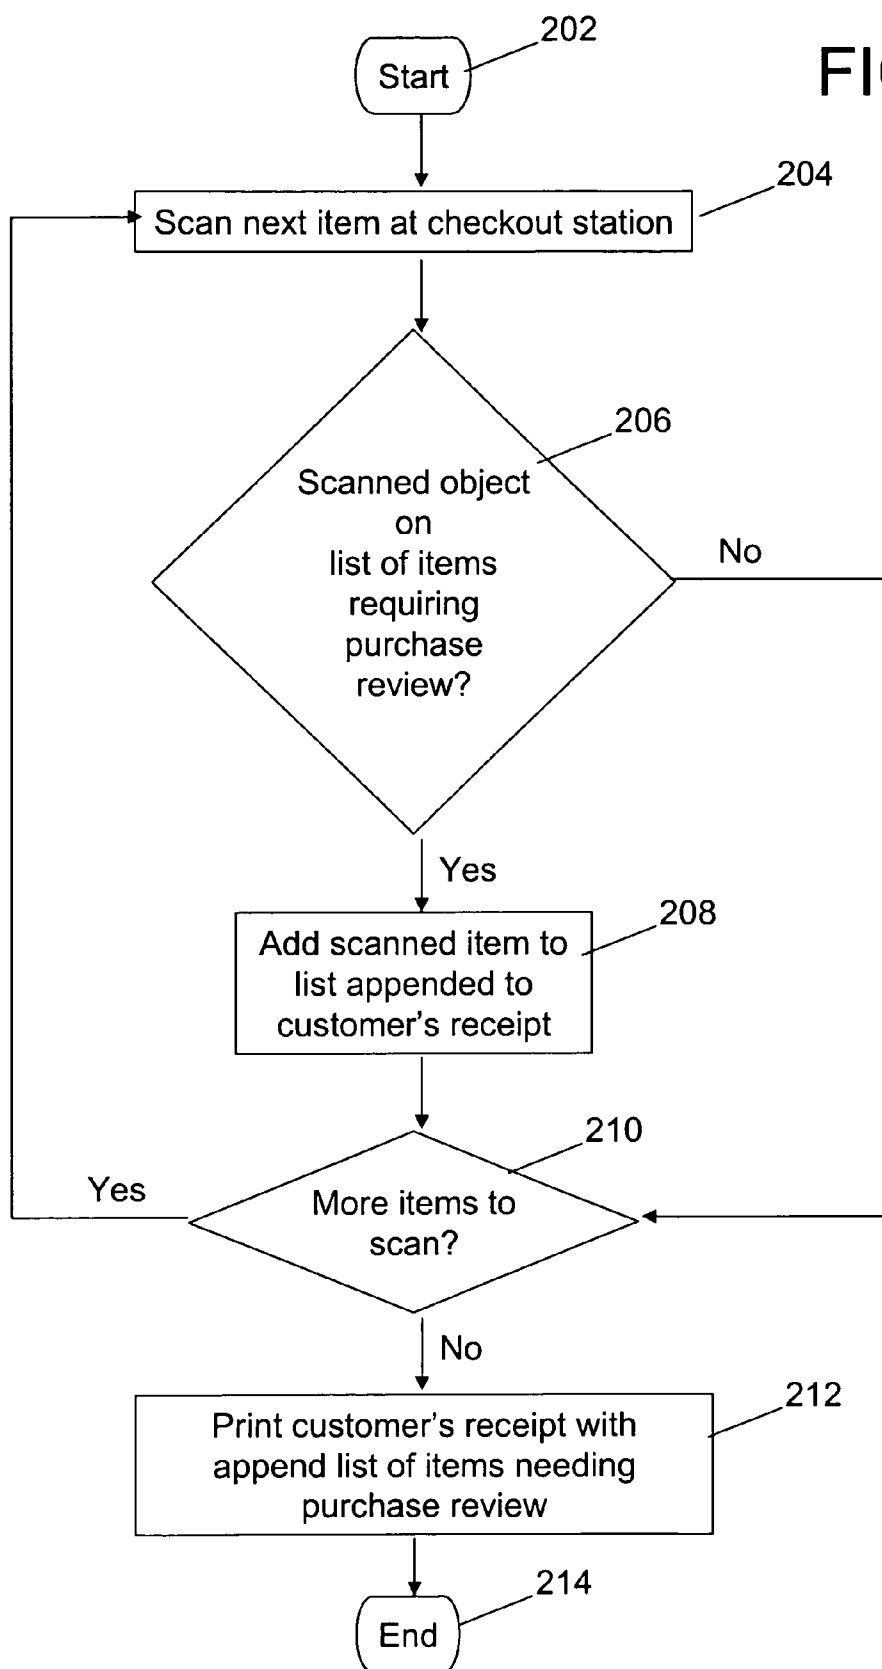 202
FIG
Start
204
Scan next item at checkout station
206
Scanned object
on
list of items
requiring
purchase
review?
No
Yes
208
Add scanned item to
list appended to
customer's receipt
210
Yes
More items to
scan?
No
212
Print customer's receipt with
append list of items needing
purchase review
214
End